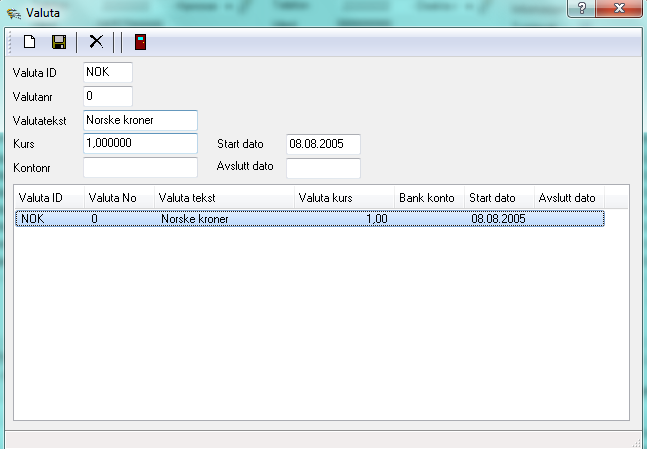 Valuta
Valuta ID NOK
Valutanr 0
Valutatekst Norske kroner
Kurs 1,000000 Start dato 08.08.2005
Kontonr Avslutt dato
Valuta ID Valuta No Valuta tekst Valuta kurs Bank konto Start dato Avslutt dato
NOK 0 Norske kroner 1,00 08.08.2005